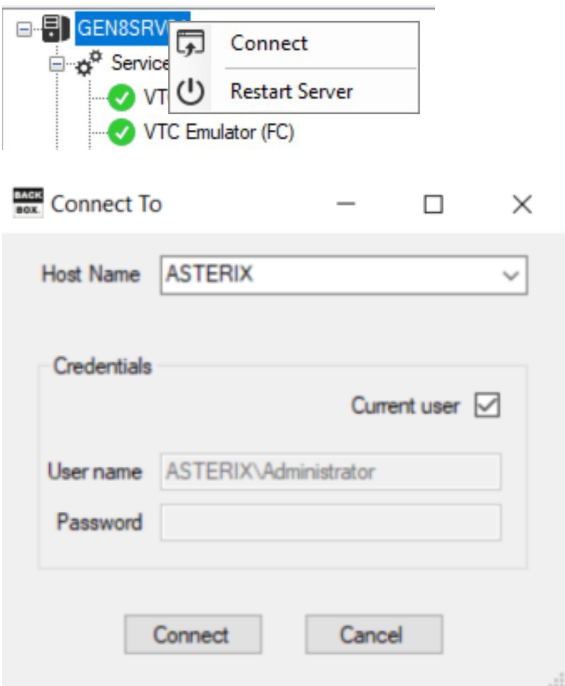 GEN8SRV
Connect
Service
Restart Server
VTC Emulator (FC)
BACK
BOX.
Connect To
Host Name ASTERIX
Credentials
Current user
User name ASTERIX\Administrator
Password
Connect Cancel